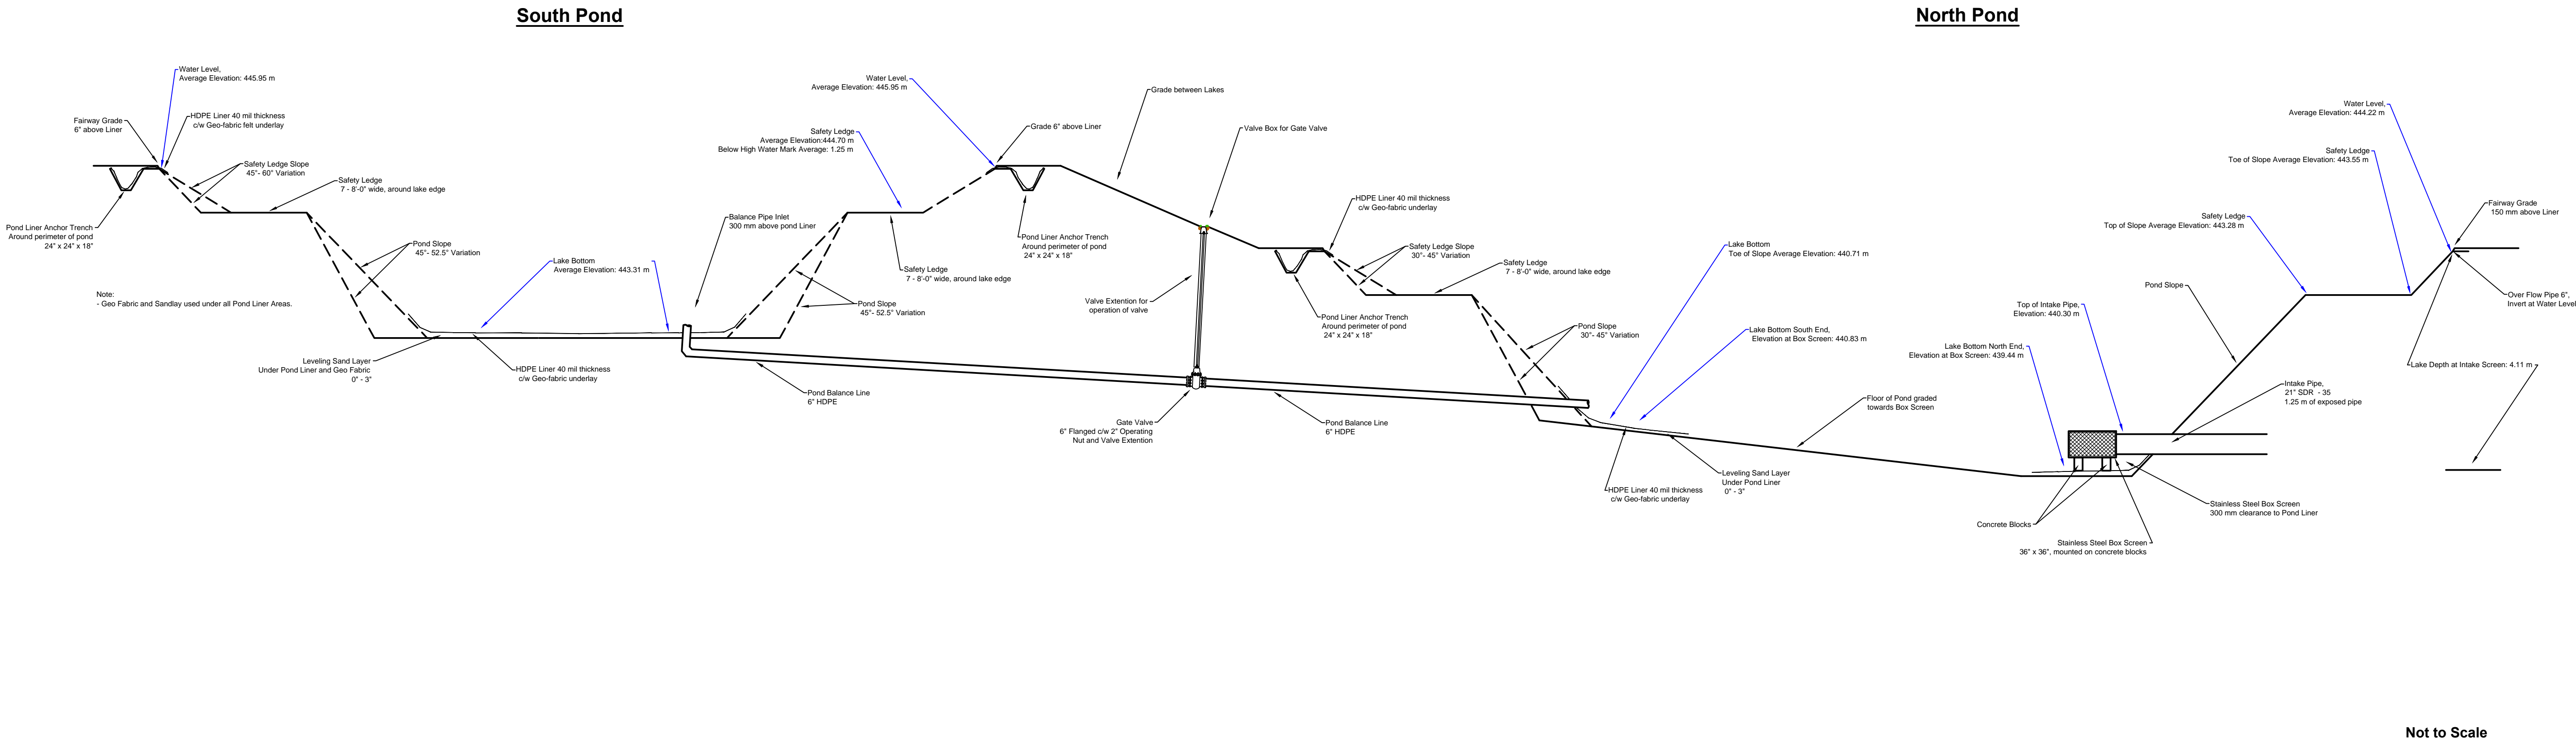 South Pond
North Pond
Water Level,
Average Elevation: 445.95 m
Fairway Grade
6" above Liner
HDPE Liner 40 mil thickness
c/w Geo-fabric felt underlay
Safety Ledge Slope
45°- 60° Variation
Safety Ledge
7 - 8'-0" wide, around lake edge
Pond Liner Anchor Trench
Around perimeter of pond
24" x 24" x 18"
Pond Slope
45°- 52.5° Variation
Note:
- Geo Fabric and Sandlay used under all Pond Liner Areas.
Lake Bottom
Average Elevation: 443.31 m
Leveling Sand Layer
Under Pond Liner and Geo Fabric
0" - 3"
HDPE Liner 40 mil thickness
c/w Geo-fabric underlay
Water Level,
Average Elevation: 445.95 m
Safety Ledge
Average Elevation:444.70 m
Below High Water Mark Average: 1.25 m
Balance Pipe Inlet
300 mm above pond Liner
Grade 6" above Liner
Grade between Lakes
Valve Box for Gate Valve
Pond Liner Anchor Trench
Around perimeter of pond
24" x 24" x 18"
Safety Ledge
7 - 8'-0" wide, around lake edge
Pond Slope
45°- 52.5° Variation
Pond Balance Line
6" HDPE
Valve Extention for
operation of valve
Gate Valve
6" Flanged c/w 2" Operating
Nut and Valve Extention
HDPE Liner 40 mil thickness
c/w Geo-fabric underlay
Safety Ledge Slope
30°- 45° Variation
Safety Ledge
7 - 8'-0" wide, around lake edge
Pond Liner Anchor Trench
Around perimeter of pond
24" x 24" x 18"
Pond Slope
30°- 45° Variation
Pond Balance Line
6" HDPE
Lake Bottom
Toe of Slope Average Elevation: 440.71 m
Lake Bottom South End,
Elevation at Box Screen: 440.83 m
HDPE Liner 40 mil thickness
c/w Geo-fabric underlay
Leveling Sand Layer
Under Pond Liner
0" - 3"
Floor of Pond graded
towards Box Screen
Lake Bottom North End,
Elevation at Box Screen: 439.44 m
Top of Intake Pipe,
Elevation: 440.30 m
Pond Slope
Safety Ledge
Top of Slope Average Elevation: 443.28 m
Safety Ledge
Toe of Slope Average Elevation: 443.55 m
Water Level,
Average Elevation: 444.22 m
Fairway Grade
150 mm above Liner
Over Flow Pipe 6",
Invert at Water Level
Lake Depth at Intake Screen: 4.11 m
Intake Pipe,
21" SDR - 35
1.25 m of exposed pipe
Stainless Steel Box Screen
300 mm clearance to Pond Liner
Concrete Blocks
Stainless Steel Box Screen
36" x 36", mounted on concrete blocks
Not to Scale